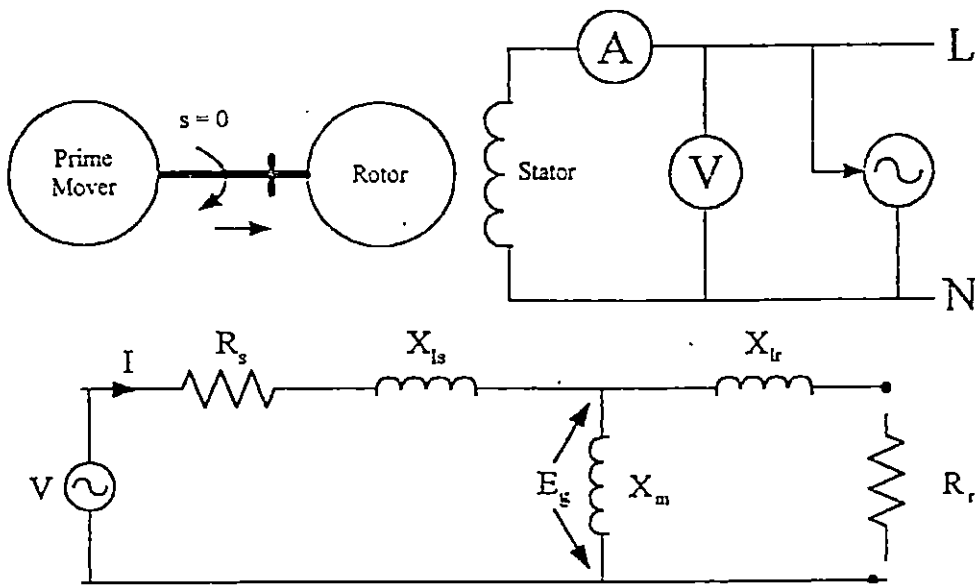 Prime
Mover
s = 0
Rotor
Stator
A
V
L
N
V
I
R_s
X_ls
E_g
X_m
X_lr
R_r